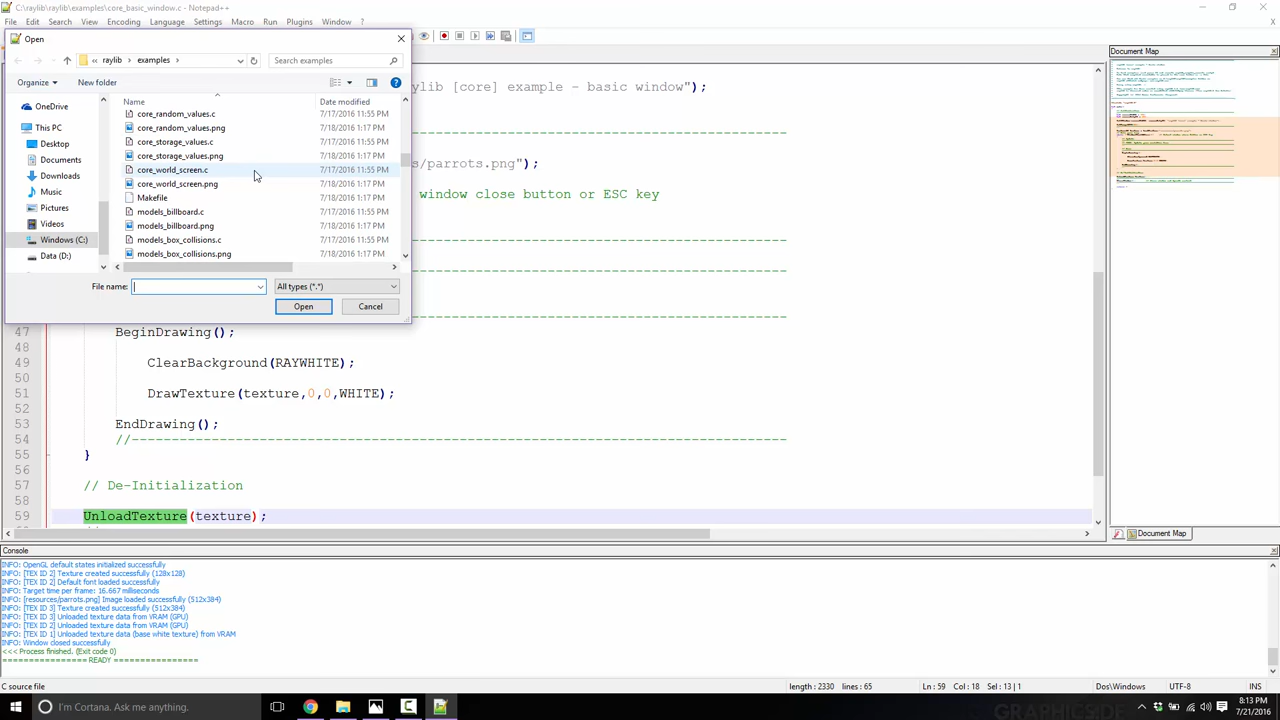 C:\raylib\raylib\examples\core_basic_window.c - Notepad++
File Edit Search View Encoding Language Settings Macro Run Plugins Window ?
Open
raylib examples
Search examples
Organize New folder
OneDrive
This PC
Desktop
Documents
Downloads
Music
Pictures
Videos
Windows (C:)
Data (D:)
Name Date modified
core_random_values.c 7/17/2016 11:55 PM
core_random_values.png 7/18/2016 1:17 PM
core_storage_values.c 7/17/2016 11:55 PM
core_storage_values.png 7/18/2016 1:17 PM
core_world_screen.c 7/17/2016 11:55 PM
core_world_screen.png 7/18/2016 1:17 PM
Makefile 7/18/2016 1:17 PM
models_billboard.c 7/17/2016 11:55 PM
models_billboard.png 7/18/2016 1:17 PM
models_box_collisions.c 7/17/2016 11:55 PM
models_box_collisions.png 7/18/2016 1:17 PM
File name: All types (*.*)
Open Cancel
example - basic window");
parrots.png");
window close button or ESC key
47 BeginDrawing();
48
49 ClearBackground(RAYWHITE);
50
51 DrawTexture(texture,0,0,WHITE);
52
53 EndDrawing();
54 //----------------------------------------------------------------------------------
55 }
56
57 // De-Initialization
58
59 UnloadTexture(texture);
Document Map
Document Map
Console
INFO: OpenGL default states initialized successfully
INFO: [TEX ID 2] Texture created successfully (128x128)
INFO: [TEX ID 2] Default font loaded successfully
INFO: Target time per frame: 16.667 milliseconds
INFO: [resources/parrots.png] Image loaded successfully (512x384)
INFO: [TEX ID 3] Texture created successfully (512x384)
INFO: [TEX ID 3] Unloaded texture data from VRAM (GPU)
INFO: [TEX ID 2] Unloaded texture data from VRAM (GPU)
INFO: [TEX ID 1] Unloaded texture data (base white texture) from VRAM
INFO: Window closed successfully
<<< Process finished. (Exit code 0)
================ READY ================
C source file length : 2330 lines : 65 Ln : 59 Col : 18 Sel : 13 | 1 Dos\Windows UTF-8 INS
I'm Cortana. Ask me anything.
8:13 PM
7/21/2016